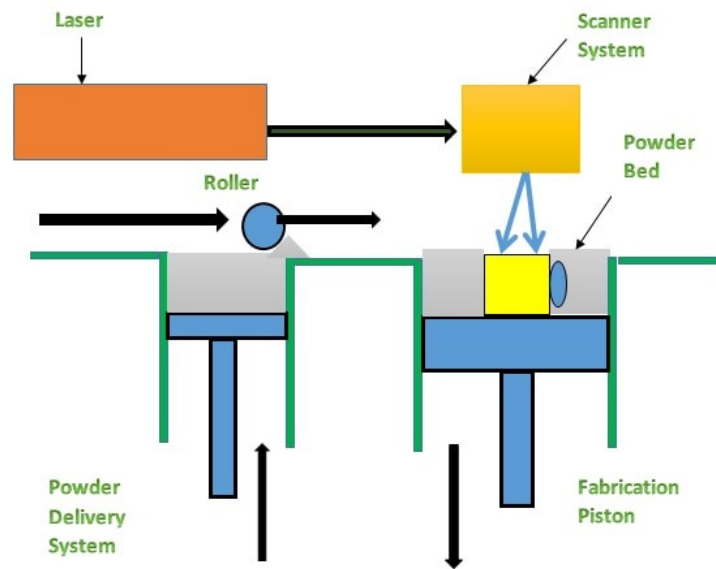 Laser
Scanner
System
Powder
Bed
Roller
Powder
Delivery
System
Fabrication
Piston